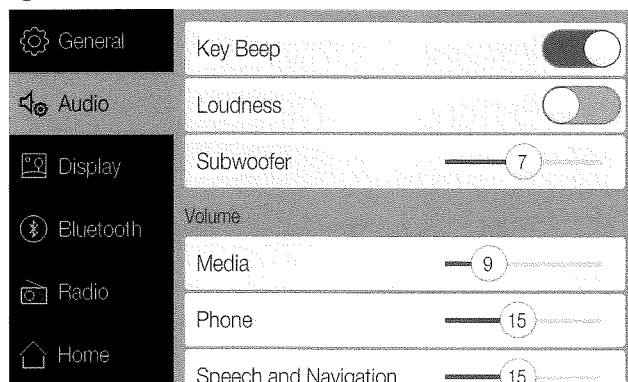 General
Audio
Display
Bluetooth
Radio
Home
Key Beep
Loudness
Subwoofer 7
Volume
Media 9
Phone 15
Speech and Navigation 15